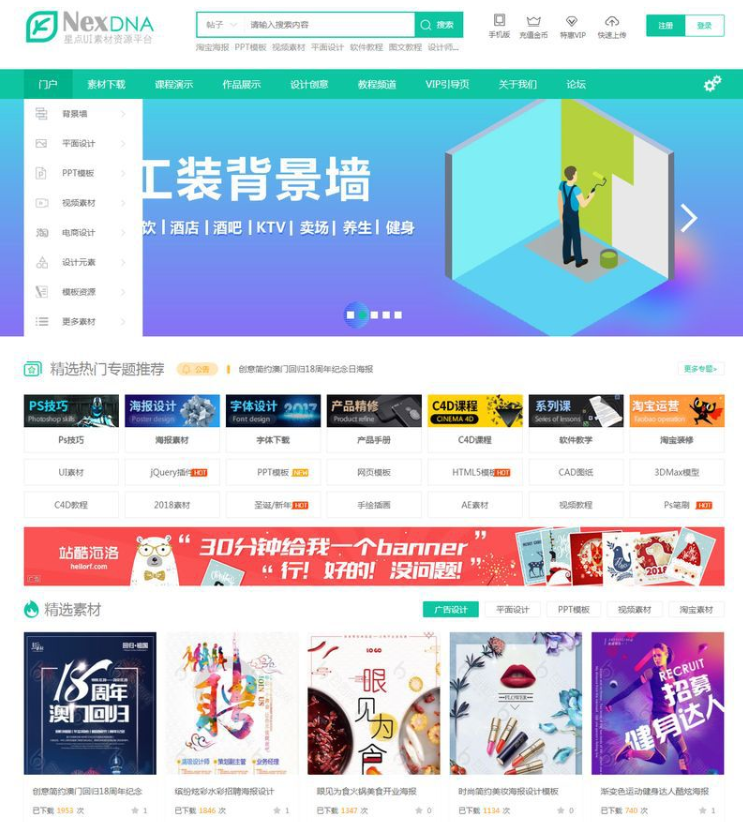 NexDNA
星点UI素材资源平台
帖子 请输入搜索内容 搜索
淘宝海报 PPT模板 视频素材 平面设计 软件教程 图文教程 设计师...
手机版 充值金币 特惠VIP 快速上传
注册 登录
门户 素材下载 课程演示 作品展示 设计创意 教程频道 VIP引导页 关于我们 论坛
背景墙
平面设计
PPT模板
视频素材
电商设计
设计元素
模板资源
更多素材
工装背景墙
饮 | 酒店 | 酒吧 | KTV | 卖场 | 养生 | 健身
精选热门专题推荐 公告 创意简约澳门回归18周年纪念日海报 更多专题»
PS技巧 海报设计 字体设计 产品精修 C4D课程 系列课 淘宝运营
Photoshop skills Poster design Font design 2017 Product refine CINEMA 4D Series of lessons
Ps技巧 海报素材 字体下载 产品手册 C4D课程 软件教学 淘宝装修
UI素材 jQuery插件 HOT PPT模板 NEW 网页模板 HTML5模板 HOT CAD图纸 3DMax模型
C4D教程 2018素材 圣诞/新年 HOT 手绘插画 AE素材 视频教程 Ps笔刷 HOT
站酷海洛
hellorf.com
“ 30分钟给我一个banner ”
“ 行！好的！没问题！ ”
2018
广告
精选素材 广告设计 平面设计 PPT模板 视频素材 淘宝素材
18周年
澳门回归
聘
JOIN US
演唱设计师 策划副主管 业务经理
LOGO
眼见为食
FLOWER
RECRUIT
招募
健身达人
创意简约澳门回归18周年纪念 缤纷炫彩水彩招聘海报设计 眼见为食火锅美食开业海报 时尚简约美妆海报设计模板 渐变色运动健身达人酷炫海报
已下载 1953 次 1 已下载 1846 次 1 已下载 1347 次 0 已下载 1134 次 0 已下载 740 次 1